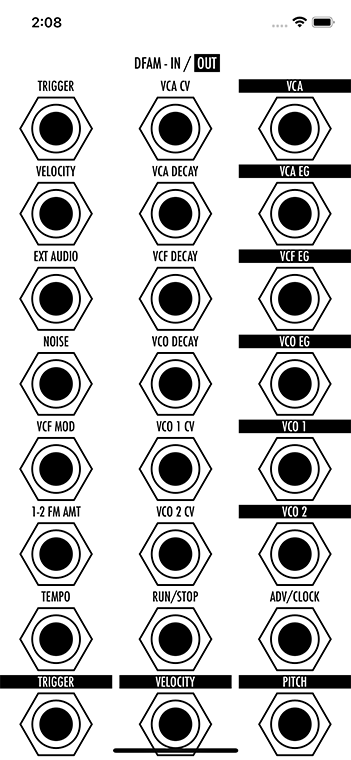 2:08
DFAM - IN / OUT
TRIGGER VCA CV VCA
VELOCITY VCA DECAY VCA EG
EXT AUDIO VCF DECAY VCF EG
NOISE VCO DECAY VCO EG
VCF MOD VCO 1 CV VCO 1
1-2 FM AMT VCO 2 CV VCO 2
TEMPO RUN/STOP ADV/CLOCK
TRIGGER VELOCITY PITCH